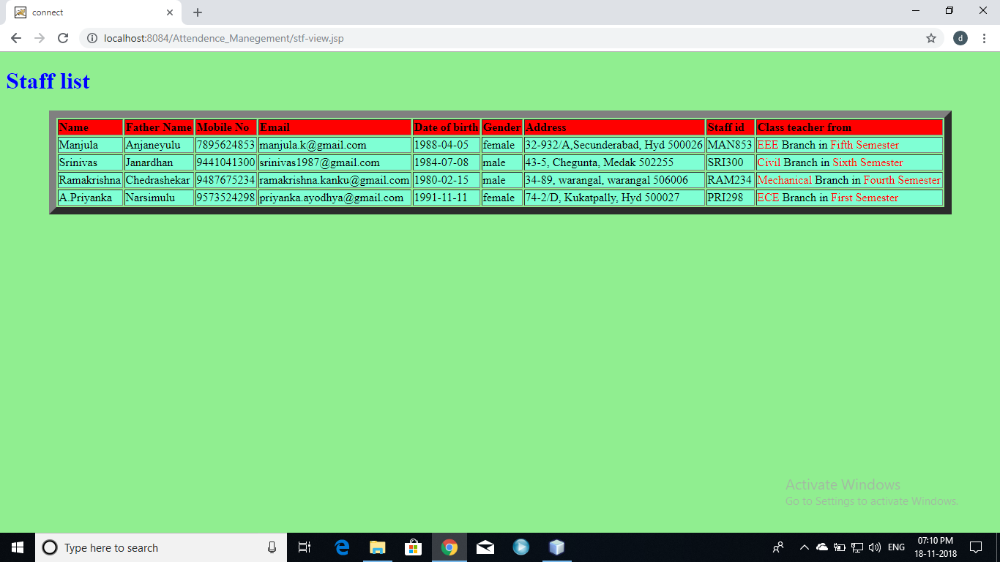 connect
localhost:8084/Attendence_Manegement/stf-view.jsp
d
Staff list
Name Father Name Mobile No Email Date of birth Gender Address Staff id Class teacher from
Manjula Anjaneyulu 7895624853 manjula.k@gmail.com 1988-04-05 female 32-932/A,Secunderabad, Hyd 500026 MAN853 EEE Branch in Fifth Semester
Srinivas Janardhan 9441041300 srinivas1987@gmail.com 1984-07-08 male 43-5, Chegunta, Medak 502255 SRI300 Civil Branch in Sixth Semester
Ramakrishna Chedrashekar 9487675234 ramakrishna.kanku@gmail.com 1980-02-15 male 34-89, warangal, warangal 506006 RAM234 Mechanical Branch in Fourth Semester
A.Priyanka Narsimulu 9573524298 priyanka.ayodhya@gmail.com 1991-11-11 female 74-2/D, Kukatpally, Hyd 500027 PRI298 ECE Branch in First Semester
Activate Windows
Go to Settings to activate Windows.
Type here to search
ENG
07:10 PM
18-11-2018